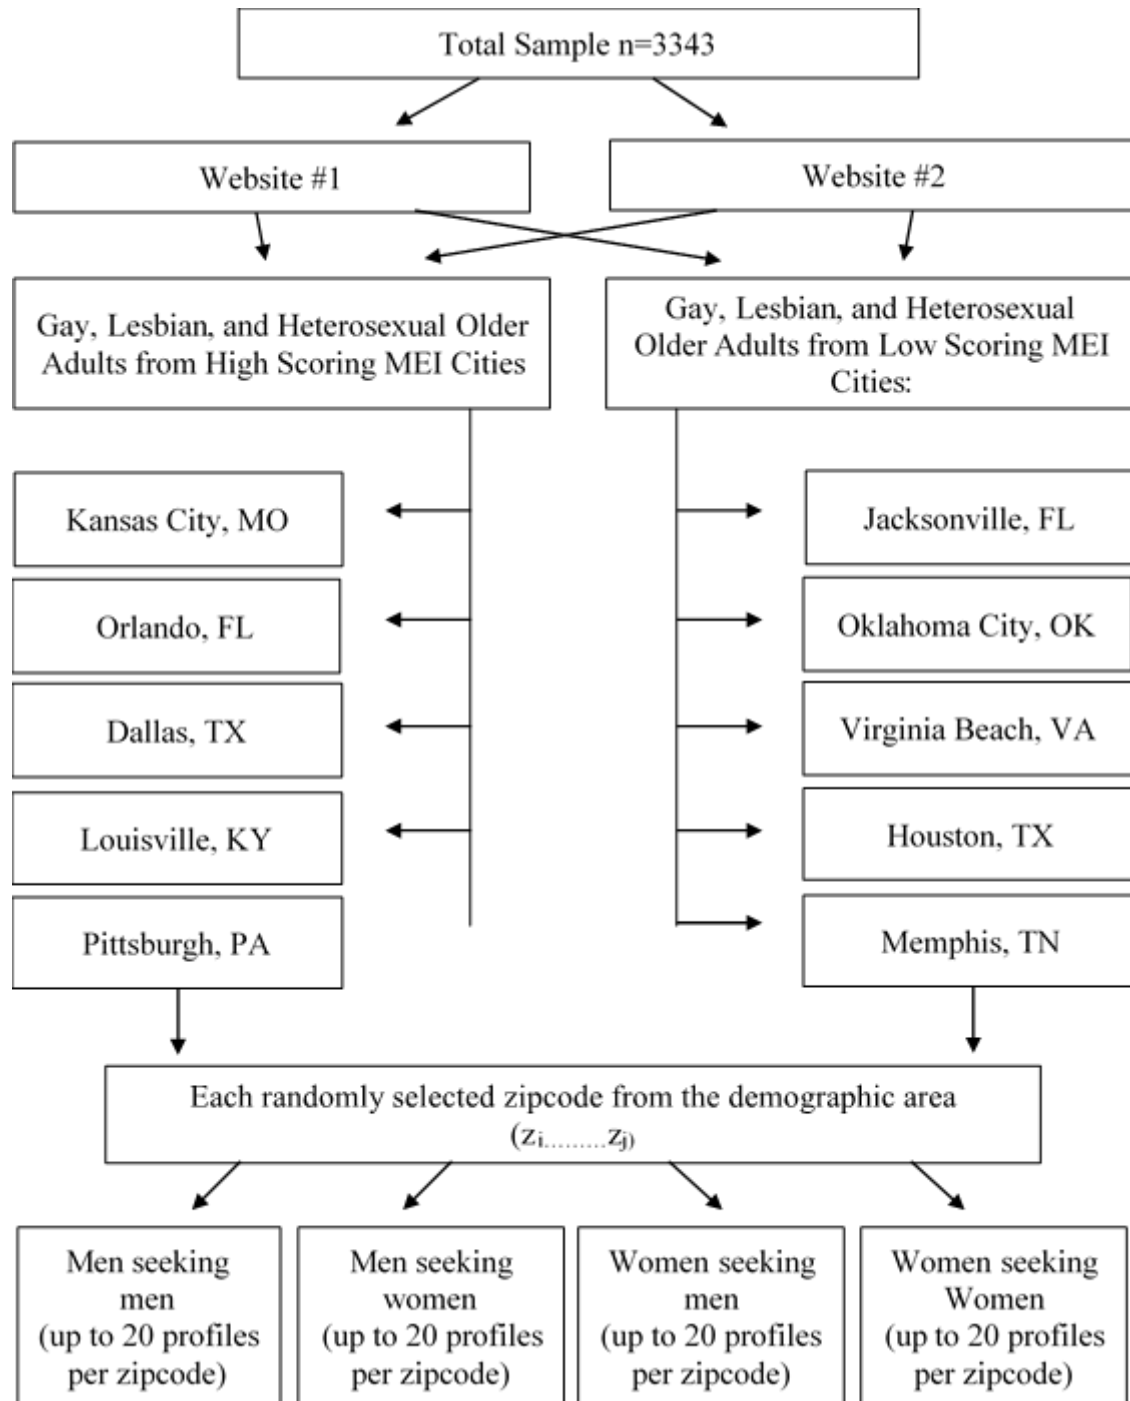 Total Sample n=3343
Website #1
Website #2
Gay, Lesbian, and Heterosexual Older
Adults from High Scoring MEI Cities
Gay, Lesbian, and Heterosexual
Older Adults from Low Scoring MEI
Cities:
Kansas City, MO
Jacksonville, FL
Orlando, FL
Oklahoma City, OK
Dallas, TX
Virginia Beach, VA
Louisville, KY
Houston, TX
Pittsburgh, PA
Memphis, TN
Each randomly selected zipcode from the demographic area
(zi.........zj)
Men seeking
men
(up to 20 profiles
per zipcode)
Men seeking
women
(up to 20 profiles
per zipcode)
Women seeking
men
(up to 20 profiles
per zipcode)
Women seeking
Women
(up to 20 profiles
per zipcode)